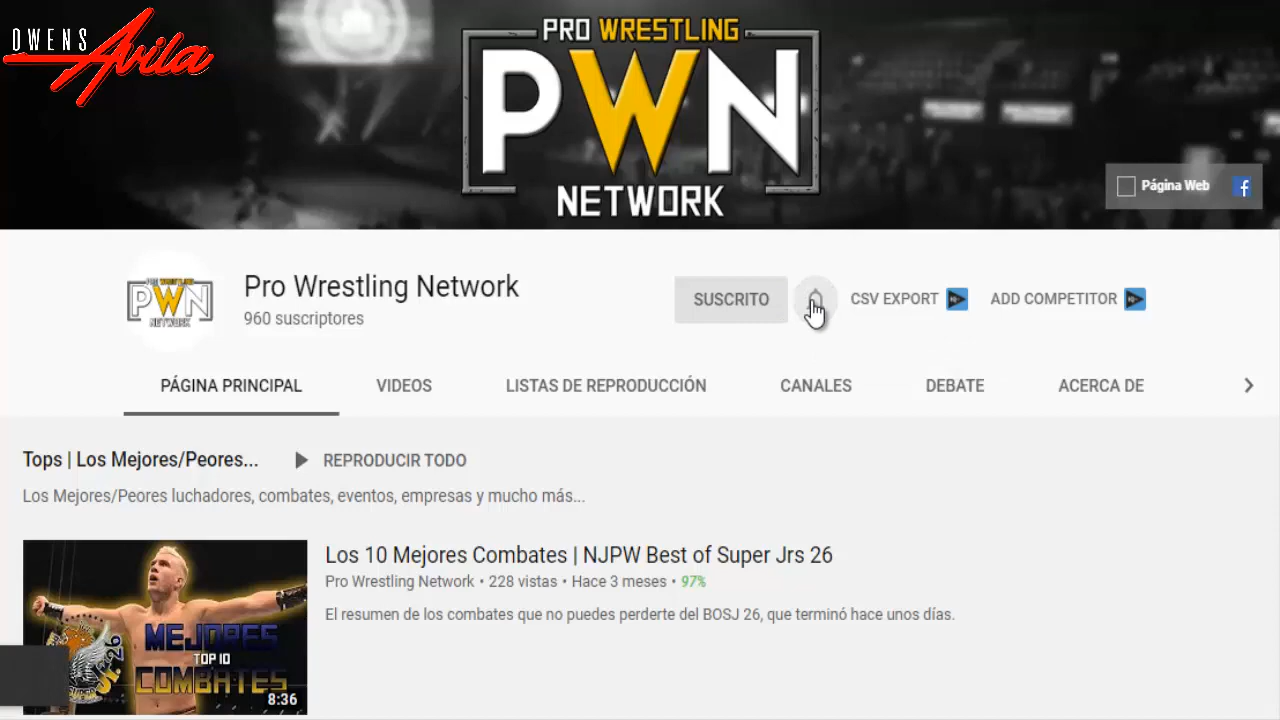 OWENS
Avila
PRO WRESTLING
PWN
NETWORK
Página Web
PRO WRESTLING
PWN
NETWORK
Pro Wrestling Network
960 suscriptores
SUSCRITO
CSV EXPORT
ADD COMPETITOR
PÁGINA PRINCIPAL
VIDEOS
LISTAS DE REPRODUCCIÓN
CANALES
DEBATE
ACERCA DE
Tops | Los Mejores/Peores...
REPRODUCIR TODO
Los Mejores/Peores luchadores, combates, eventos, empresas y mucho más...
Los 10 Mejores Combates | NJPW Best of Super Jrs 26
Pro Wrestling Network • 228 vistas • Hace 3 meses • 97%
El resumen de los combates que no puedes perderte del BOSJ 26, que terminó hace unos días.
MEJORES
TOP 10
COMBATES
8:36